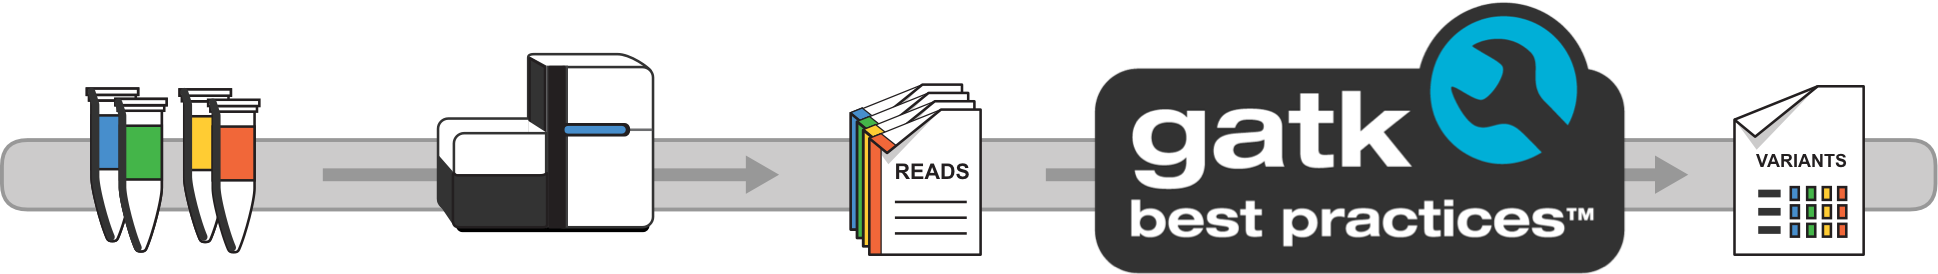 READS
gatk
best practices™
VARIANTS